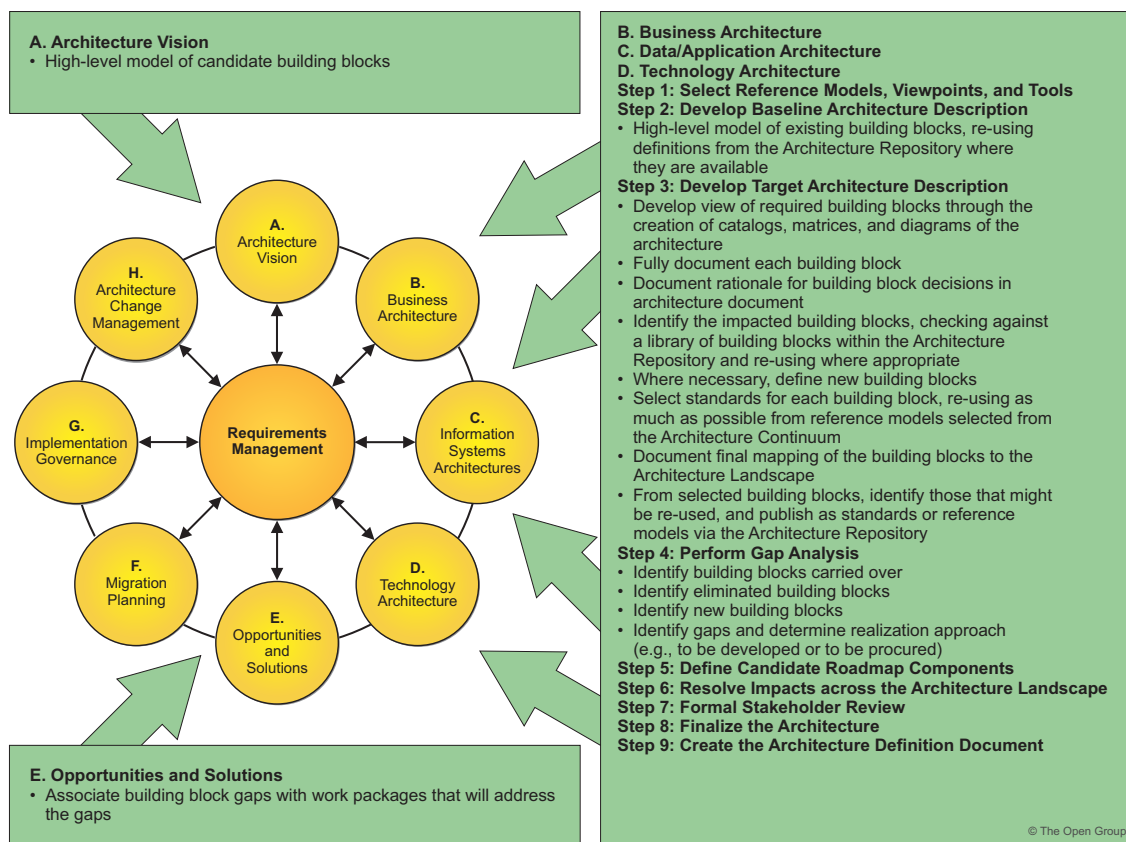 A. Architecture Vision
• High-level model of candidate building blocks
B. Business Architecture
C. Data/Application Architecture
D. Technology Architecture
Step 1: Select Reference Models, Viewpoints, and Tools
Step 2: Develop Baseline Architecture Description
• High-level model of existing building blocks, re-using
definitions from the Architecture Repository where
they are available
Step 3: Develop Target Architecture Description
• Develop view of required building blocks through the
creation of catalogs, matrices, and diagrams of the
architecture
• Fully document each building block
• Document rationale for building block decisions in
architecture document
• Identify the impacted building blocks, checking against
a library of building blocks within the Architecture
Repository and re-using where appropriate
• Where necessary, define new building blocks
• Select standards for each building block, re-using as
much as possible from reference models selected from
the Architecture Continuum
• Document final mapping of the building blocks to the
Architecture Landscape
• From selected building blocks, identify those that might
be re-used, and publish as standards or reference
models via the Architecture Repository
Step 4: Perform Gap Analysis
• Identify building blocks carried over
• Identify eliminated building blocks
• Identify new building blocks
• Identify gaps and determine realization approach
(e.g., to be developed or to be procured)
Step 5: Define Candidate Roadmap Components
Step 6: Resolve Impacts across the Architecture Landscape
Step 7: Formal Stakeholder Review
Step 8: Finalize the Architecture
Step 9: Create the Architecture Definition Document
A.
Architecture
Vision
B.
Business
Architecture
C.
Information
Systems
Architectures
D.
Technology
Architecture
E.
Opportunities
and
Solutions
F.
Migration
Planning
G.
Implementation
Governance
H.
Architecture
Change
Management
Requirements
Management
E. Opportunities and Solutions
• Associate building block gaps with work packages that will address
the gaps
© The Open Group